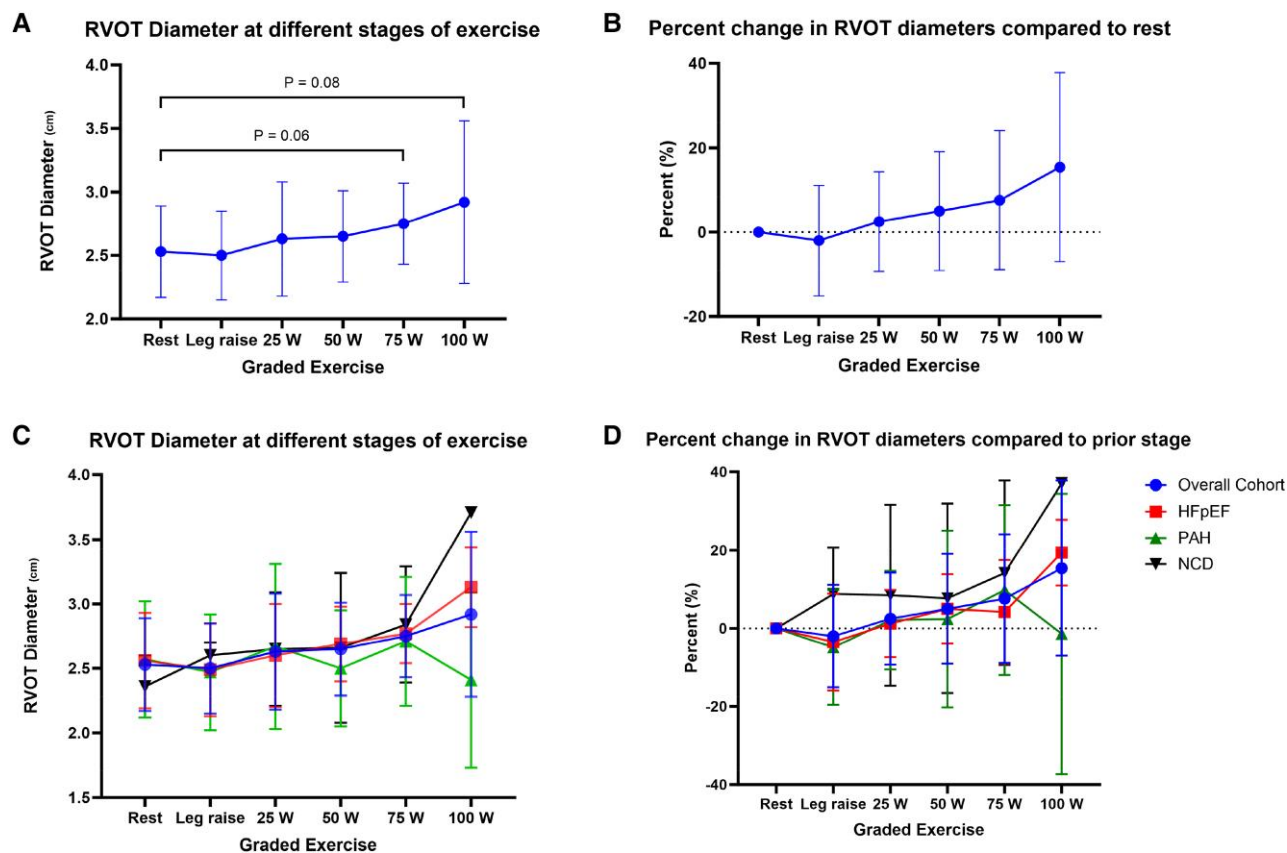 A
RVOT Diameter at different stages of exercise
RVOT Diameter (cm)
4.0
3.5
3.0
2.5
2.0
P = 0.08
P = 0.06
Rest Leg raise 25 W 50 W 75 W 100 W
Graded Exercise
B
Percent change in RVOT diameters compared to rest
Percent (%)
40
20
0
-20
Rest Leg raise 25 W 50 W 75 W 100 W
Graded Exercise
C
RVOT Diameter at different stages of exercise
RVOT Diameter (cm)
4.0
3.5
3.0
2.5
2.0
1.5
Rest Leg raise 25 W 50 W 75 W 100 W
Graded Exercise
D
Percent change in RVOT diameters compared to prior stage
Percent (%)
40
20
0
-20
-40
Rest Leg raise 25 W 50 W 75 W 100 W
Graded Exercise
Overall Cohort
HFpEF
PAH
NCD